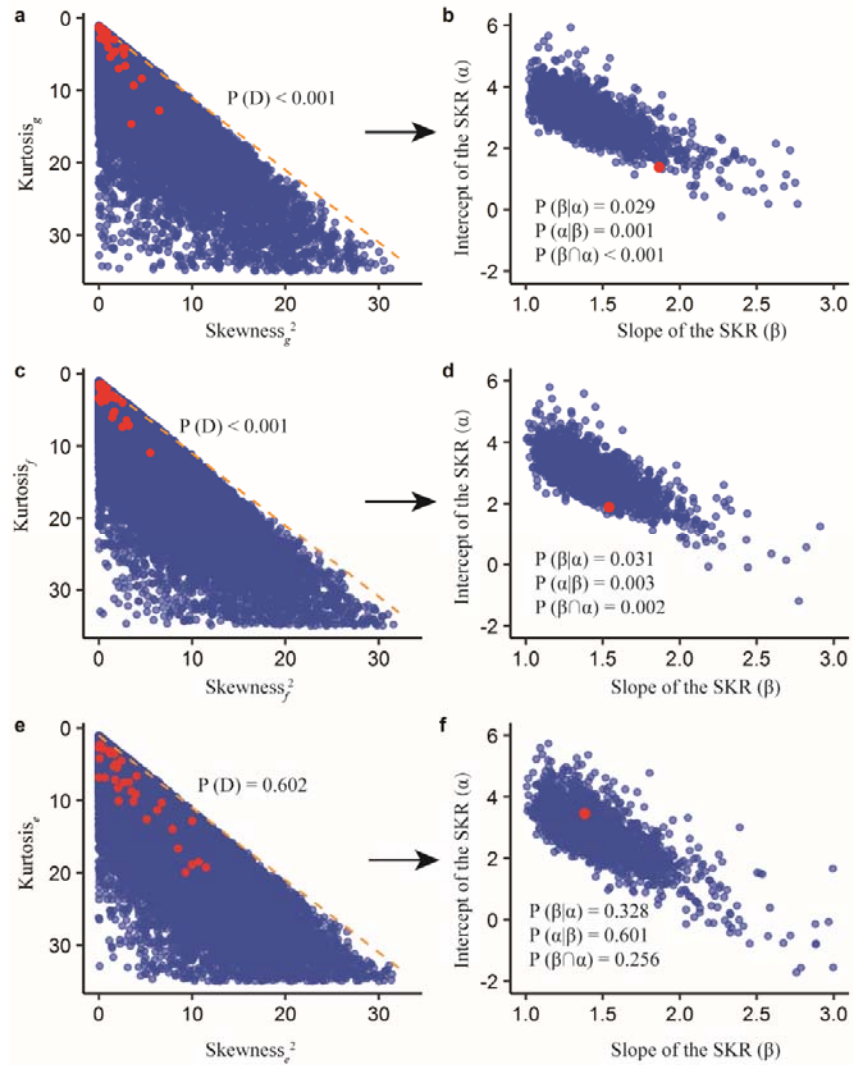 a
0
10
20
30
Kurtosis_g
P (D) < 0.001
0 10 20 30
Skewness_g^2
b
6
4
2
0
-2
Intercept of the SKR (α)
P (β|α) = 0.029
P (α|β) = 0.001
P (β∩α) < 0.001
1.0 1.5 2.0 2.5 3.0
Slope of the SKR (β)
c
0
10
20
30
Kurtosis_f
P (D) < 0.001
0 10 20 30
Skewness_f^2
d
6
4
2
0
-2
Intercept of the SKR (α)
P (β|α) = 0.031
P (α|β) = 0.003
P (β∩α) = 0.002
1.0 1.5 2.0 2.5 3.0
Slope of the SKR (β)
e
0
10
20
30
Kurtosis_e
P (D) = 0.602
0 10 20 30
Skewness_e^2
f
6
4
2
0
-2
Intercept of the SKR (α)
P (β|α) = 0.328
P (α|β) = 0.601
P (β∩α) = 0.256
1.0 1.5 2.0 2.5 3.0
Slope of the SKR (β)